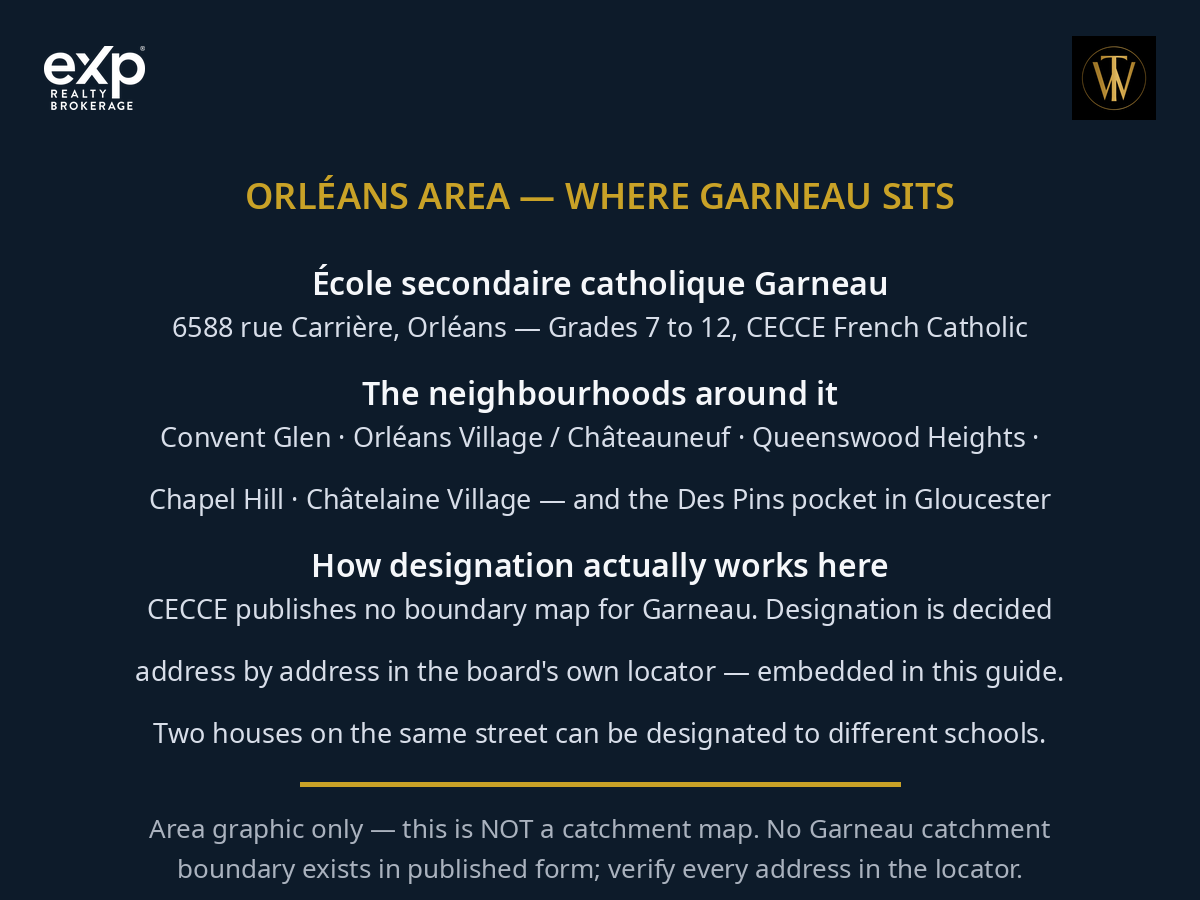 exp®
REALTY
BROKERAGE
TW
ORLÉANS AREA — WHERE GARNEAU SITS
École secondaire catholique Garneau
6588 rue Carrière, Orléans — Grades 7 to 12, CECCE French Catholic
The neighbourhoods around it
Convent Glen · Orléans Village / Châteauneuf · Queenswood Heights ·
Chapel Hill · Châtelaine Village — and the Des Pins pocket in Gloucester
How designation actually works here
CECCE publishes no boundary map for Garneau. Designation is decided
address by address in the board's own locator — embedded in this guide.
Two houses on the same street can be designated to different schools.
Area graphic only — this is NOT a catchment map. No Garneau catchment
boundary exists in published form; verify every address in the locator.